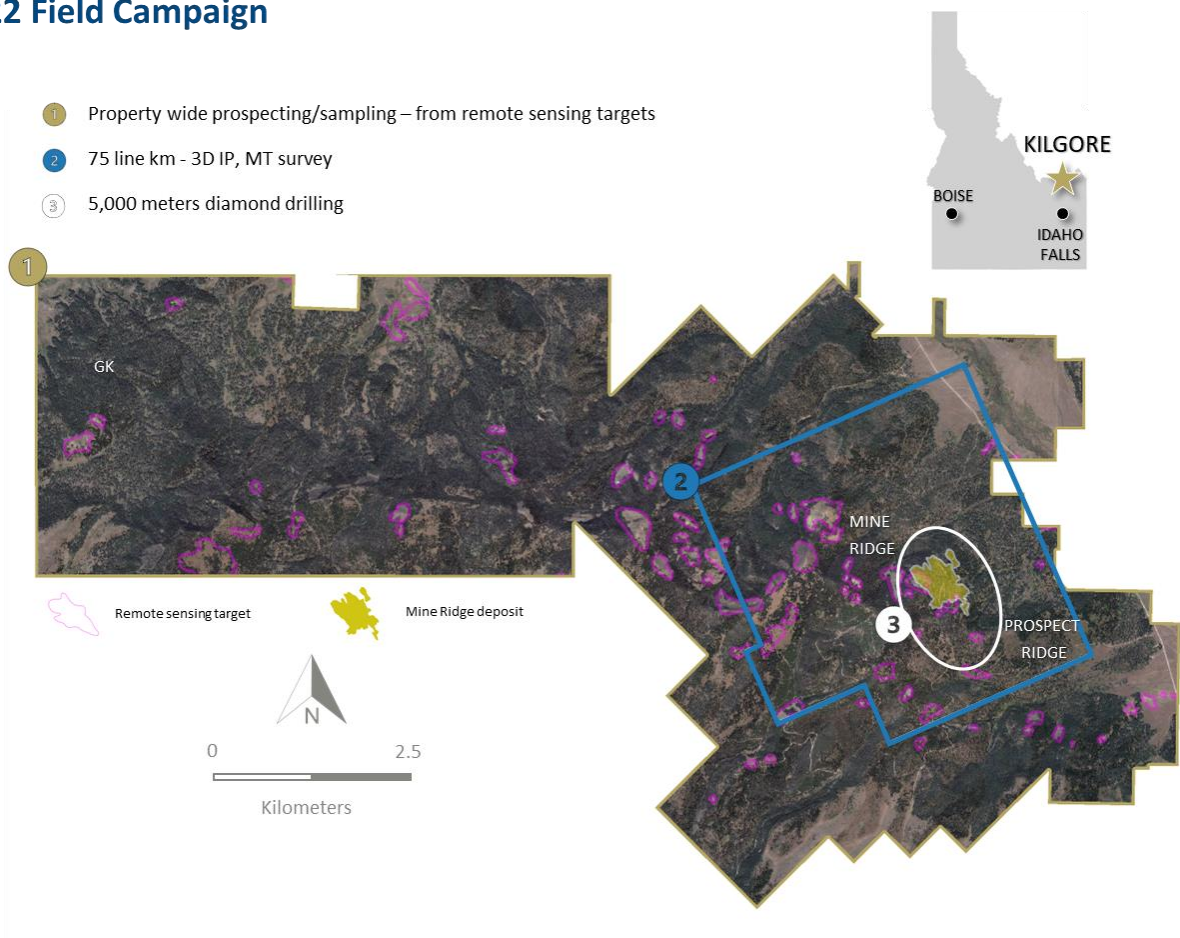 2 Field Campaign
1 Property wide prospecting/sampling – from remote sensing targets
2 75 line km - 3D IP, MT survey
3 5,000 meters diamond drilling
KILGORE
BOISE
IDAHO
FALLS
1
GK
2
MINE
RIDGE
3
PROSPECT
RIDGE
Remote sensing target
Mine Ridge deposit
N
0 2.5
Kilometers